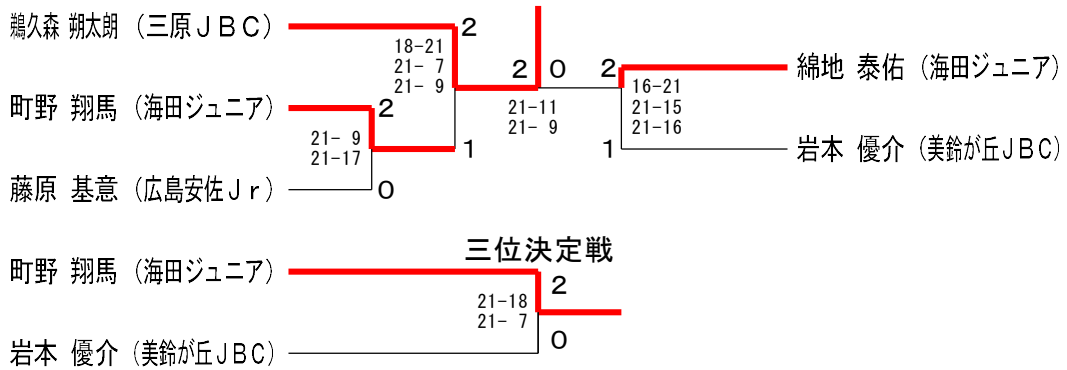 鵜久森 朔太朗 (三原ＪＢＣ)
2
18-21
21- 7
21- 9
2
0
2
綿地 泰佑 (海田ジュニア)
町野 翔馬 (海田ジュニア)
2
21-11
21- 9
16-21
21-15
21-16
21- 9
21-17
1
1
岩本 優介 (美鈴が丘ＪＢＣ)
藤原 基意 (広島安佐Ｊｒ)
0
三位決定戦
町野 翔馬 (海田ジュニア)
2
21-18
21- 7
0
岩本 優介 (美鈴が丘ＪＢＣ)